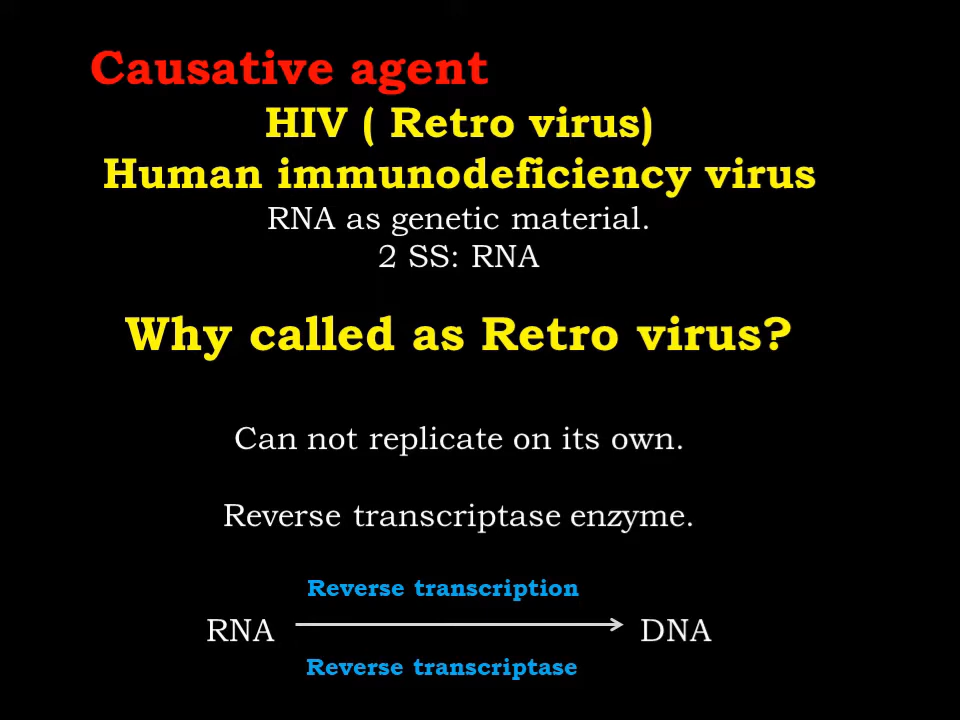 Causative agent
HIV ( Retro virus)
Human immunodeficiency virus
RNA as genetic material.
2 SS: RNA
Why called as Retro virus?
Can not replicate on its own.
Reverse transcriptase enzyme.
Reverse transcription
RNA DNA
Reverse transcriptase